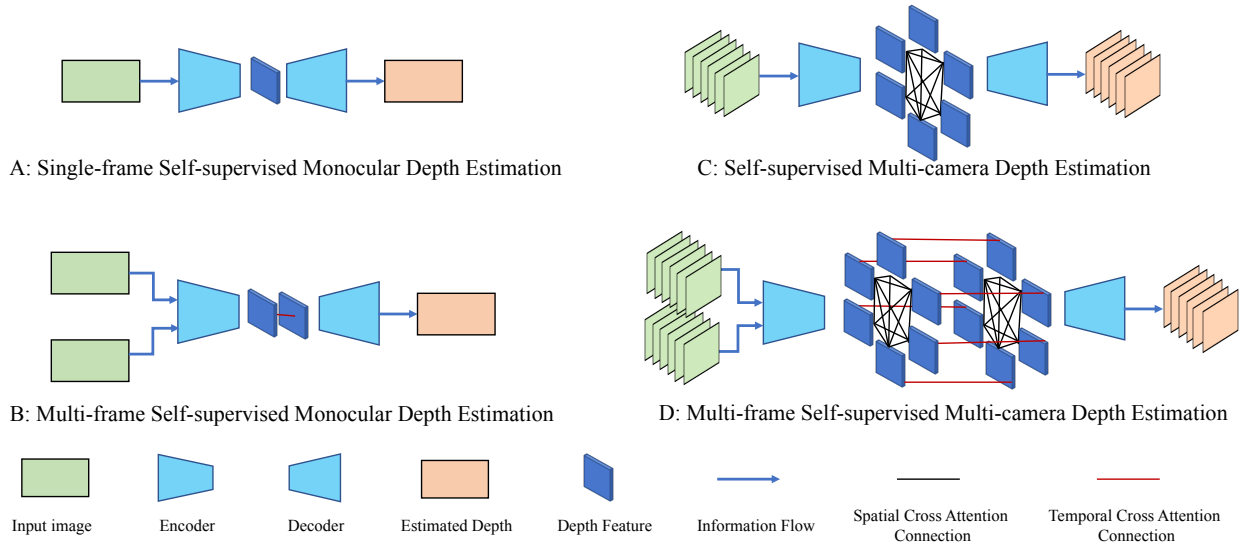 A: Single-frame Self-supervised Monocular Depth Estimation
C: Self-supervised Multi-camera Depth Estimation
B: Multi-frame Self-supervised Monocular Depth Estimation
D: Multi-frame Self-supervised Multi-camera Depth Estimation
Input image
Encoder
Decoder
Estimated Depth
Depth Feature
Information Flow
Spatial Cross Attention
Connection
Temporal Cross Attention
Connection